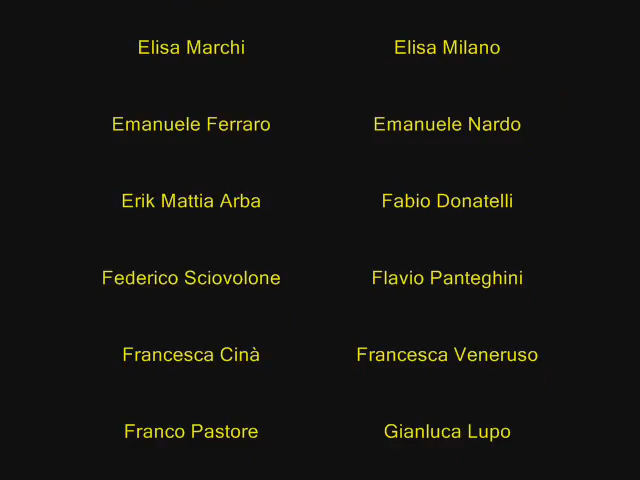 Elisa Marchi
Elisa Milano
Emanuele Ferraro
Emanuele Nardo
Erik Mattia Arba
Fabio Donatelli
Federico Sciovolone
Flavio Panteghini
Francesca Cinà
Francesca Veneruso
Franco Pastore
Gianluca Lupo